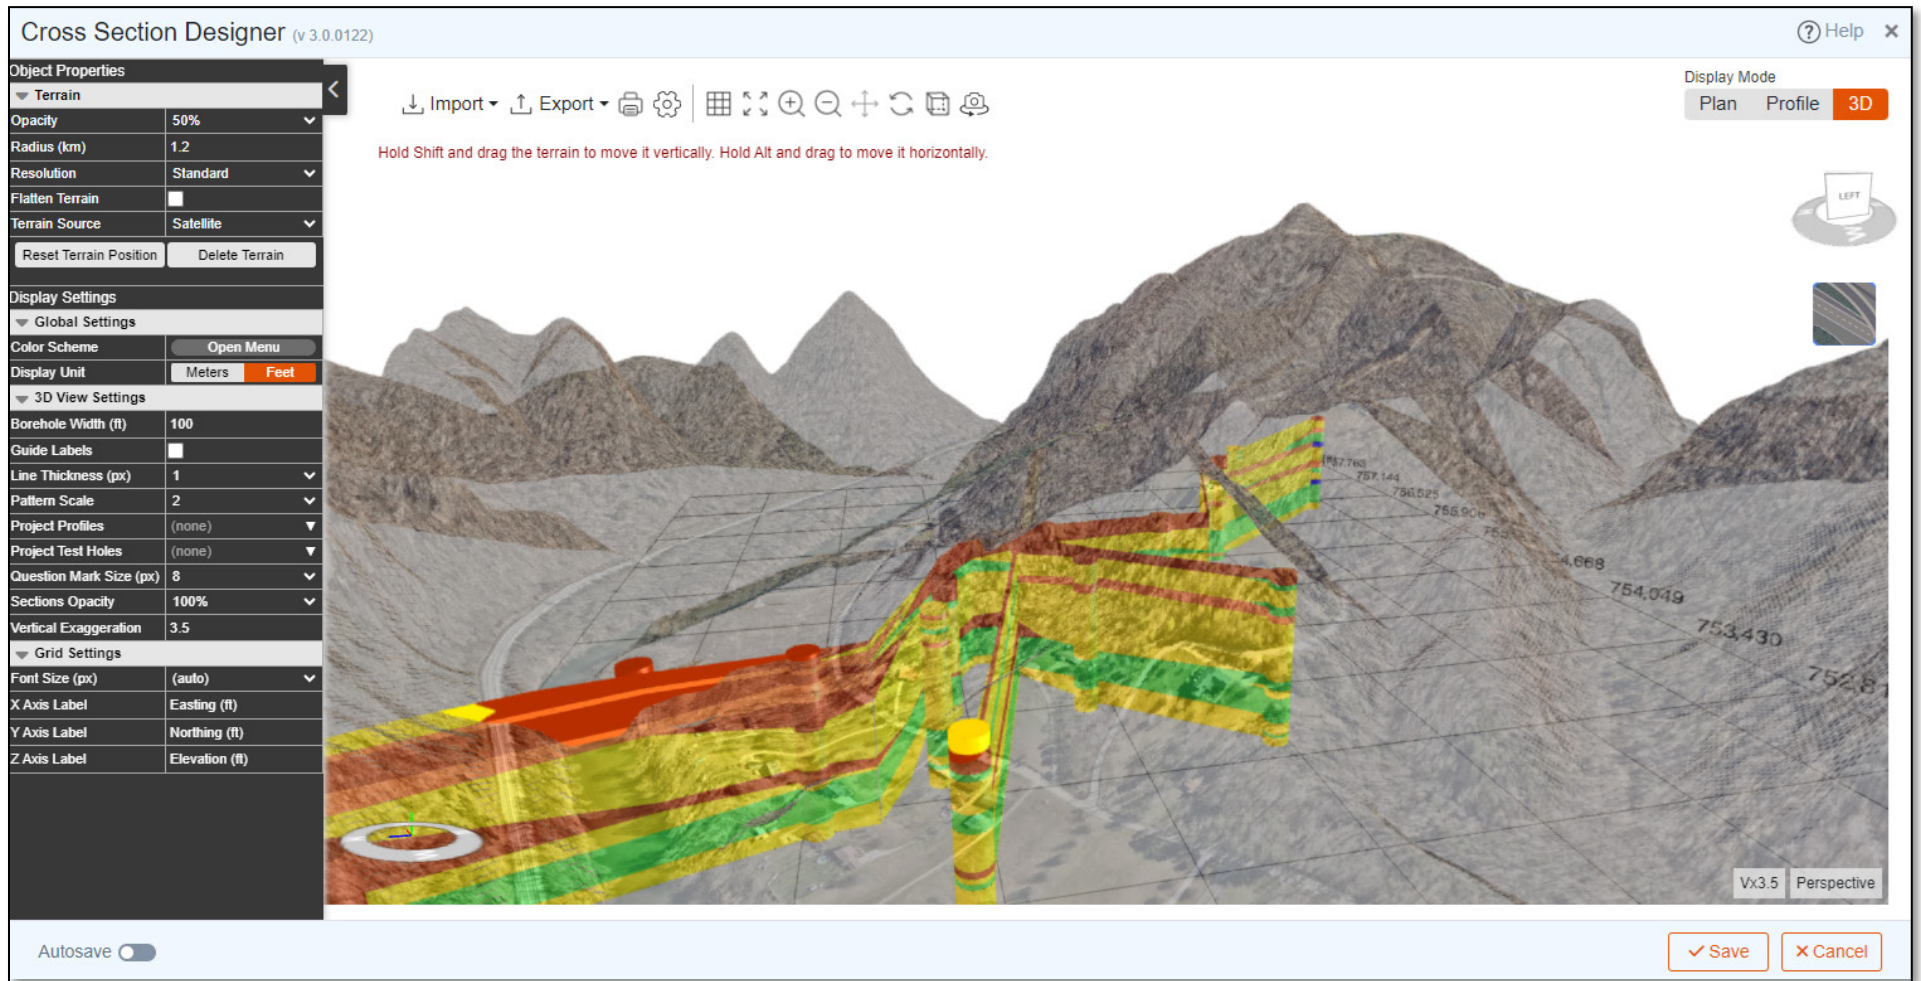 Cross Section Designer (v 3.0.0122)
Help
Object Properties
Terrain
Opacity 50%
Radius (km) 1.2
Resolution Standard
Flatten Terrain
Terrain Source Satellite
Reset Terrain Position Delete Terrain
Display Settings
Global Settings
Color Scheme Open Menu
Display Unit Meters Feet
3D View Settings
Borehole Width (ft) 100
Guide Labels
Line Thickness (px) 1
Pattern Scale 2
Project Profiles (none)
Project Test Holes (none)
Question Mark Size (px) 8
Sections Opacity 100%
Vertical Exaggeration 3.5
Grid Settings
Font Size (px) (auto)
X Axis Label Easting (ft)
Y Axis Label Northing (ft)
Z Axis Label Elevation (ft)
Import Export
Display Mode
Plan Profile 3D
Hold Shift and drag the terrain to move it vertically. Hold Alt and drag to move it horizontally.
LEFT
W
757,763
757,144
756,525
755,906
754,049
753,430
Vx3.5 Perspective
Autosave
Save Cancel